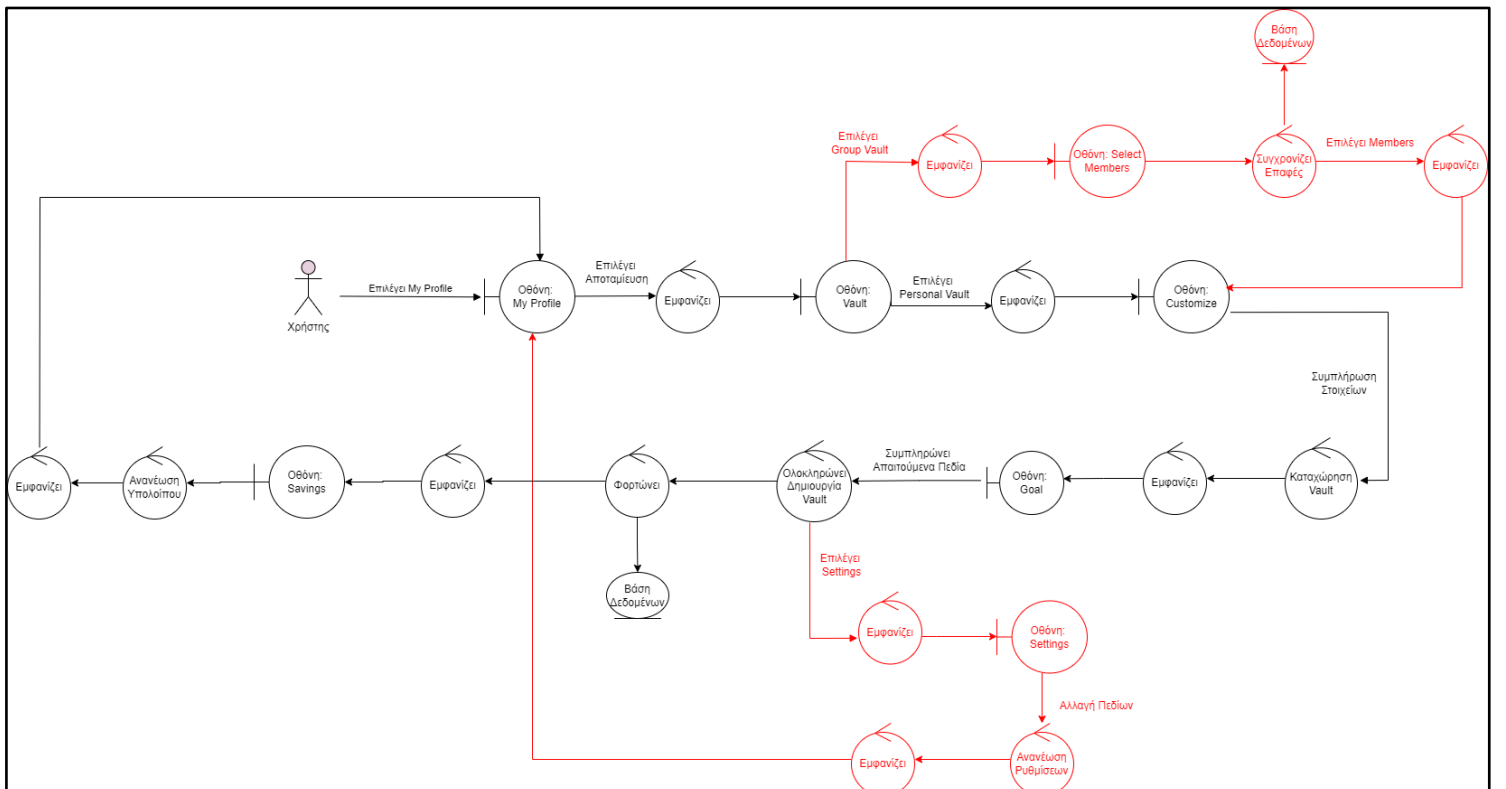 Βάση
Δεδομένων
Επιλέγει
Group Vault
Εμφανίζει
Οθόνη: Select
Members
Συγχρονίζει
Επαφές
Επιλέγει Members
Εμφανίζει
Χρήστης
Επιλέγει My Profile
Οθόνη:
My Profile
Επιλέγει
Αποταμίευση
Εμφανίζει
Οθόνη:
Vault
Επιλέγει
Personal Vault
Εμφανίζει
Οθόνη:
Customize
Συμπλήρωση
Στοιχείων
Εμφανίζει
Ανανέωση
Υπολοίπου
Οθόνη:
Savings
Εμφανίζει
Φορτώνει
Ολοκληρώνει
Δημιουργία
Vault
Συμπληρώνει
Απαιτούμενα Πεδία
Οθόνη:
Goal
Εμφανίζει
Καταχώρηση
Vault
Βάση
Δεδομένων
Επιλέγει
Settings
Εμφανίζει
Οθόνη:
Settings
Αλλαγή Πεδίων
Εμφανίζει
Ανανέωση
Ρυθμίσεων